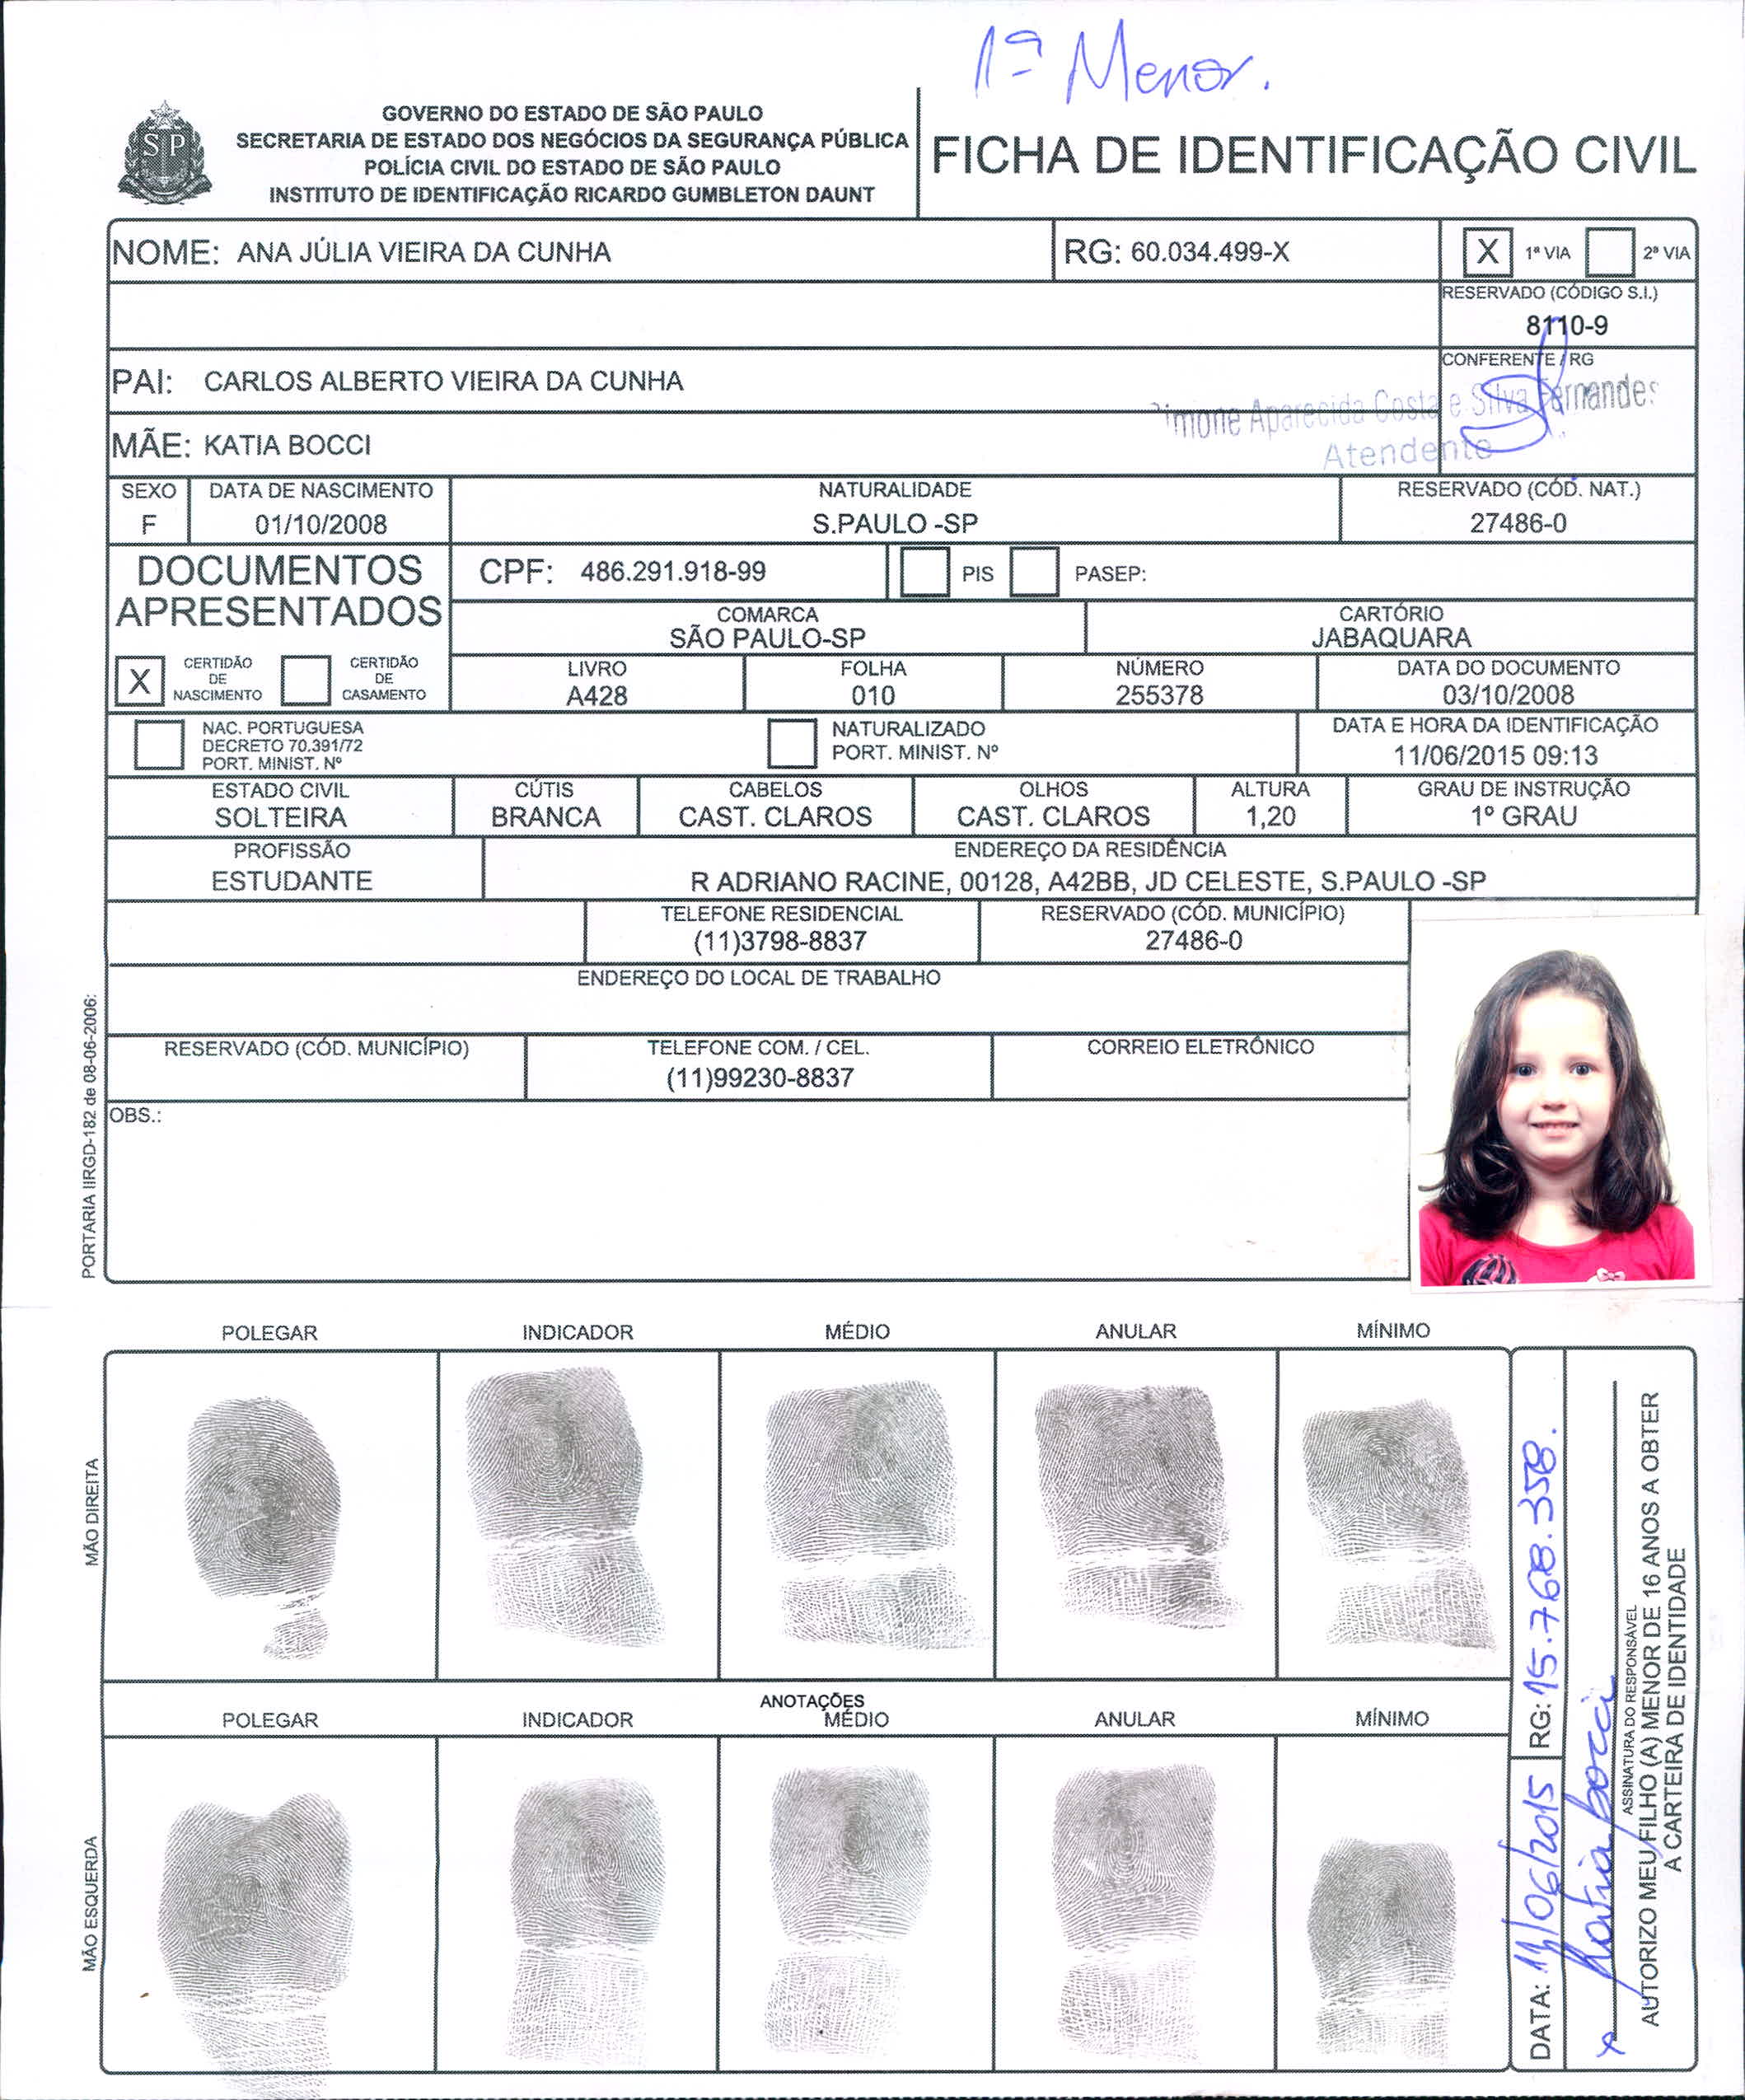 1ª Menor.
GOVERNO DO ESTADO DE SÃO PAULO
SECRETARIA DE ESTADO DOS NEGÓCIOS DA SEGURANÇA PÚBLICA
POLÍCIA CIVIL DO ESTADO DE SÃO PAULO
INSTITUTO DE IDENTIFICAÇÃO RICARDO GUMBLETON DAUNT
SP
FICHA DE IDENTIFICAÇÃO CIVIL
NOME: ANA JÚLIA VIEIRA DA CUNHA RG: 60.034.499-X X 1ª VIA 2ª VIA
RESERVADO (CÓDIGO S.I.)
8110-9
PAI: CARLOS ALBERTO VIEIRA DA CUNHA CONFERENTE / RG
Simone Aparecida Costa e Silva Fernandes
Atendente
MÃE: KATIA BOCCI
SEXO DATA DE NASCIMENTO NATURALIDADE RESERVADO (CÓD. NAT.)
F 01/10/2008 S.PAULO -SP 27486-0
DOCUMENTOS
APRESENTADOS
CPF: 486.291.918-99 PIS PASEP:
COMARCA CARTÓRIO
SÃO PAULO-SP JABAQUARA
X CERTIDÃO DE NASCIMENTO CERTIDÃO DE CASAMENTO
LIVRO FOLHA NÚMERO DATA DO DOCUMENTO
A428 010 255378 03/10/2008
NAC. PORTUGUESA
DECRETO 70.391/72
PORT. MINIST. Nº
NATURALIZADO
PORT. MINIST. Nº
DATA E HORA DA IDENTIFICAÇÃO
11/06/2015 09:13
ESTADO CIVIL CÚTIS CABELOS OLHOS ALTURA GRAU DE INSTRUÇÃO
SOLTEIRA BRANCA CAST. CLAROS CAST. CLAROS 1,20 1º GRAU
PROFISSÃO ENDEREÇO DA RESIDÊNCIA
ESTUDANTE R ADRIANO RACINE, 00128, A42BB, JD CELESTE, S.PAULO -SP
TELEFONE RESIDENCIAL RESERVADO (CÓD. MUNICÍPIO)
(11)3798-8837 27486-0
ENDEREÇO DO LOCAL DE TRABALHO
RESERVADO (CÓD. MUNICÍPIO) TELEFONE COM. / CEL. CORREIO ELETRÔNICO
(11)99230-8837
OBS.:
PORTARIA IIRGD-182 de 08-06-2006:
POLEGAR INDICADOR MÉDIO ANULAR MÍNIMO
MÃO DIREITA
ANOTAÇÕES
POLEGAR INDICADOR MÉDIO ANULAR MÍNIMO
MÃO ESQUERDA
DATA: 11/06/2015 RG: 15.768.358.
x Katia Bocci
ASSINATURA DO RESPONSÁVEL
AUTORIZO MEU FILHO (A) MENOR DE 16 ANOS A OBTER
A CARTEIRA DE IDENTIDADE